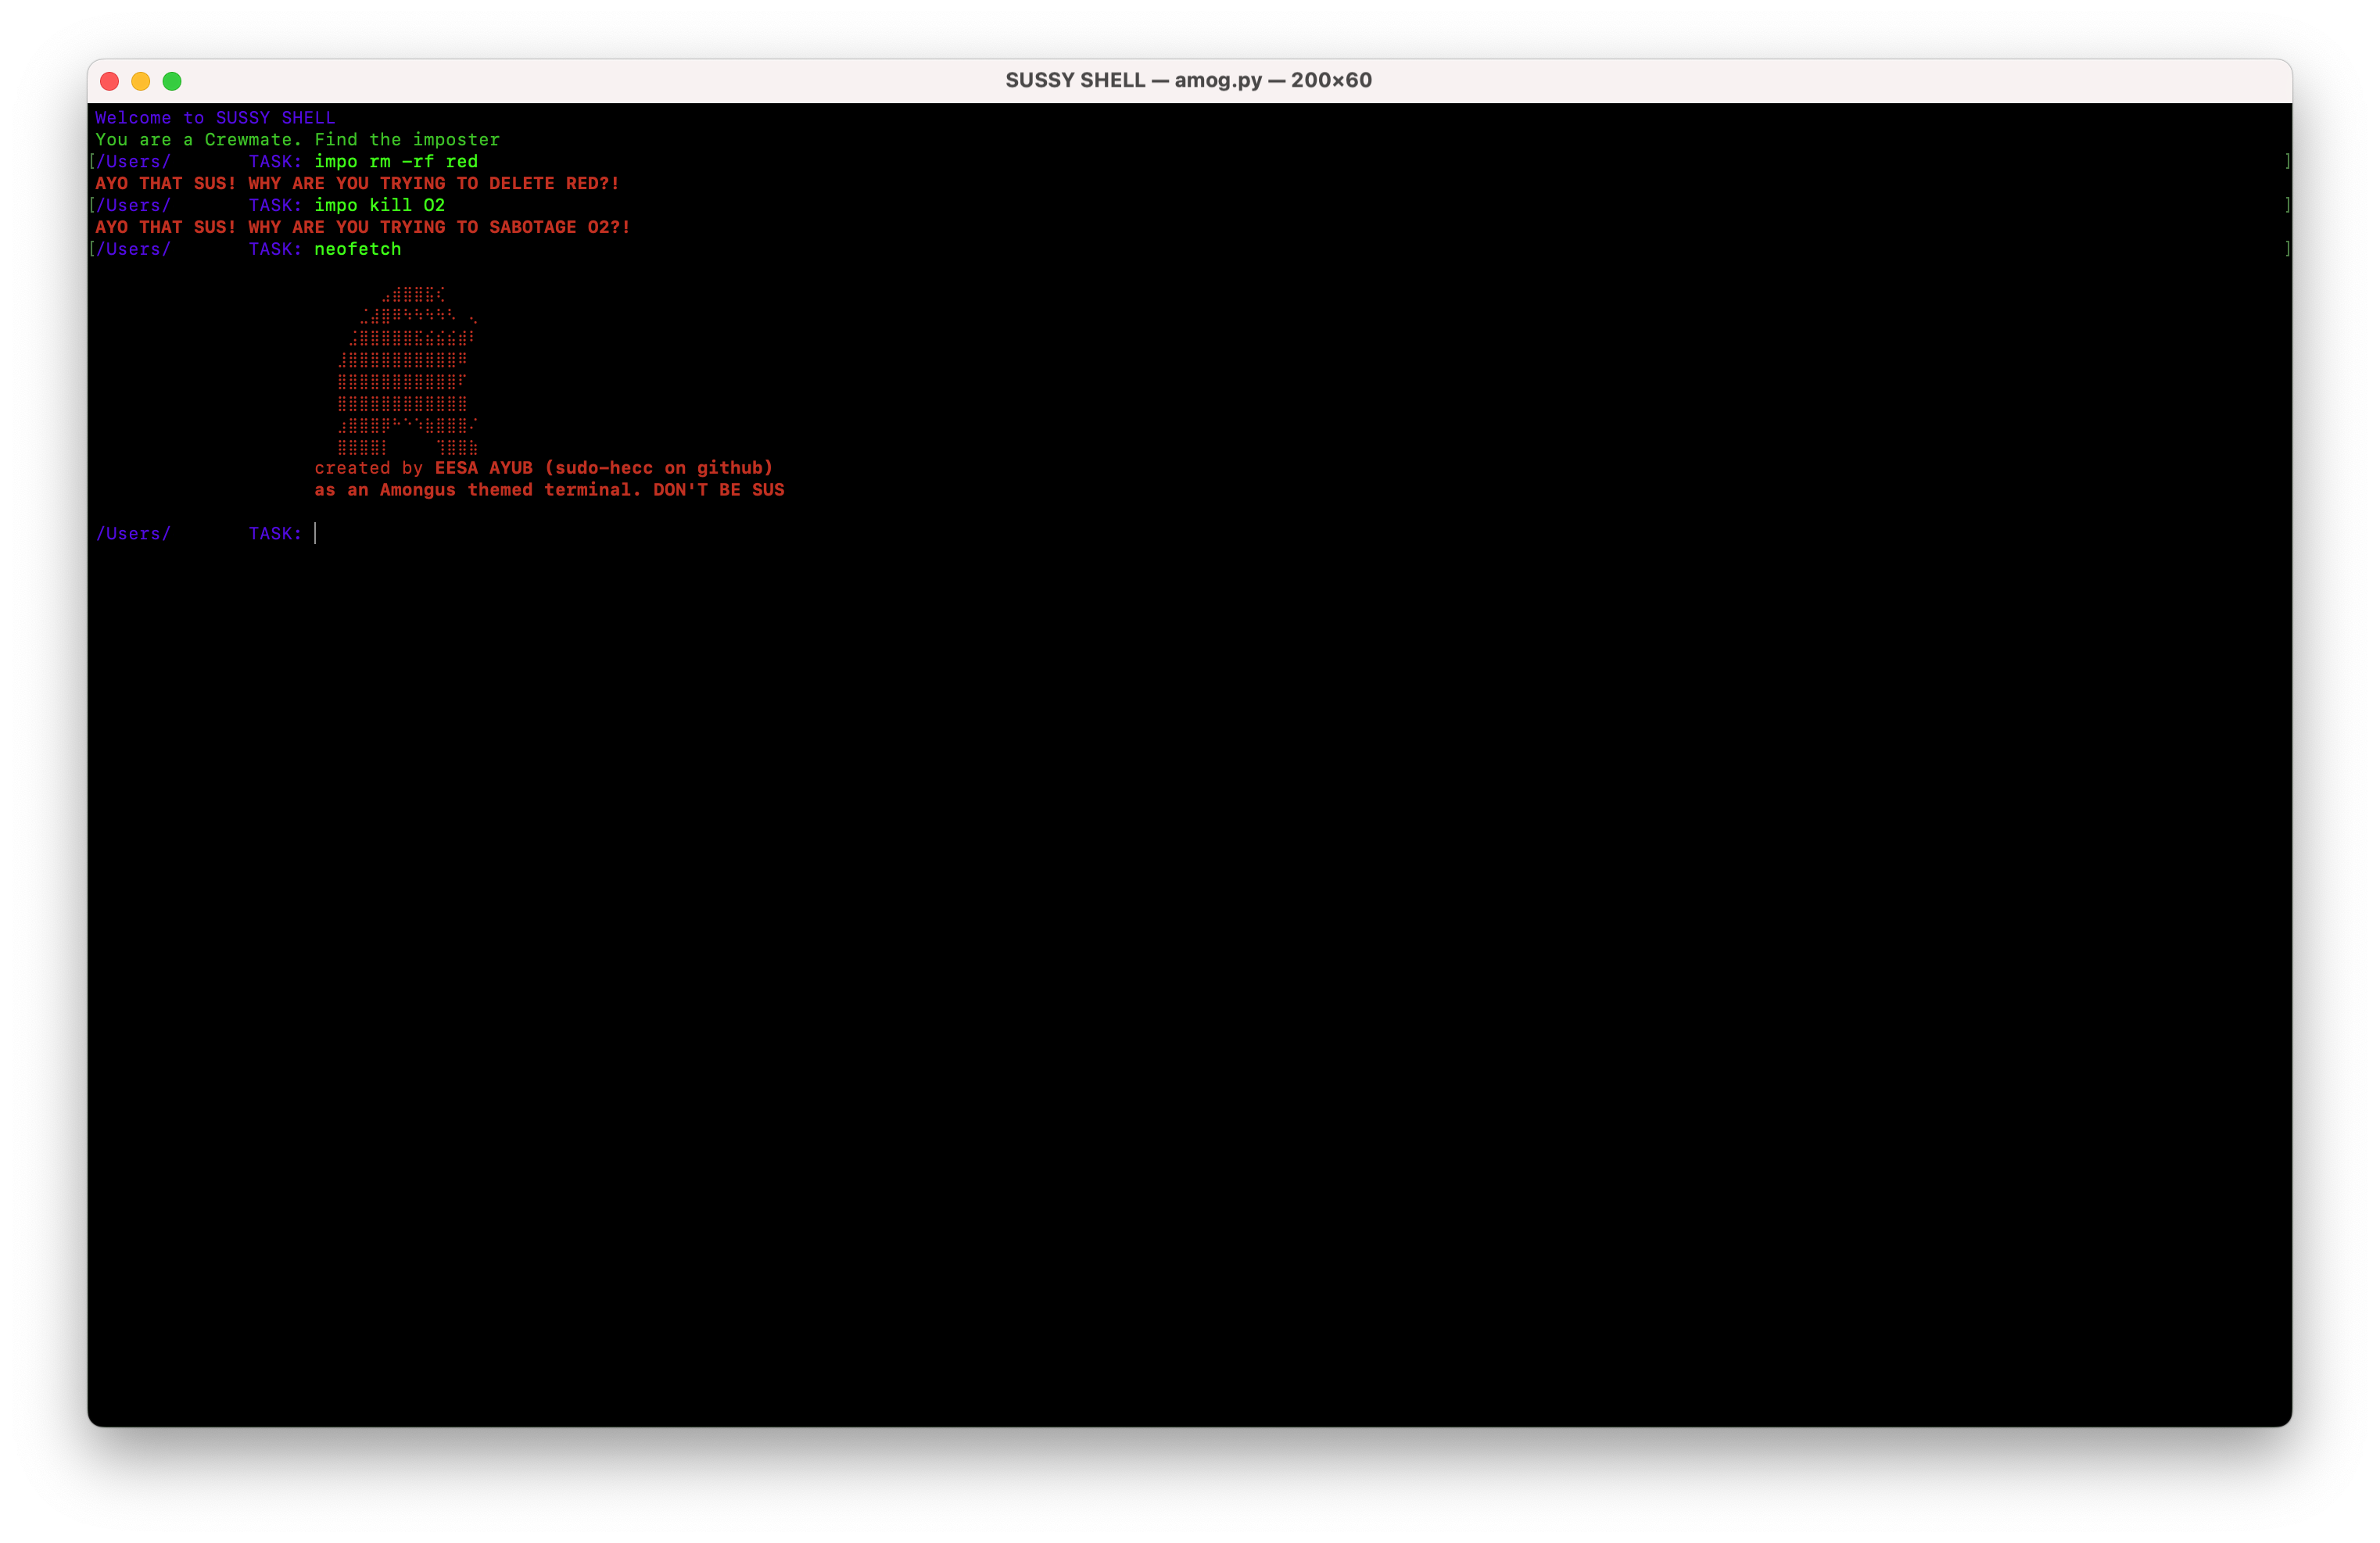 SUSSY SHELL — amog.py — 200×60
Welcome to SUSSY SHELL
You are a Crewmate. Find the imposter
[/Users/ TASK: impo rm -rf red ]
AYO THAT SUS! WHY ARE YOU TRYING TO DELETE RED?!
[/Users/ TASK: impo kill O2 ]
AYO THAT SUS! WHY ARE YOU TRYING TO SABOTAGE O2?!
[/Users/ TASK: neofetch ]
created by EESA AYUB (sudo-hecc on github)
as an Amongus themed terminal. DON'T BE SUS
/Users/ TASK: